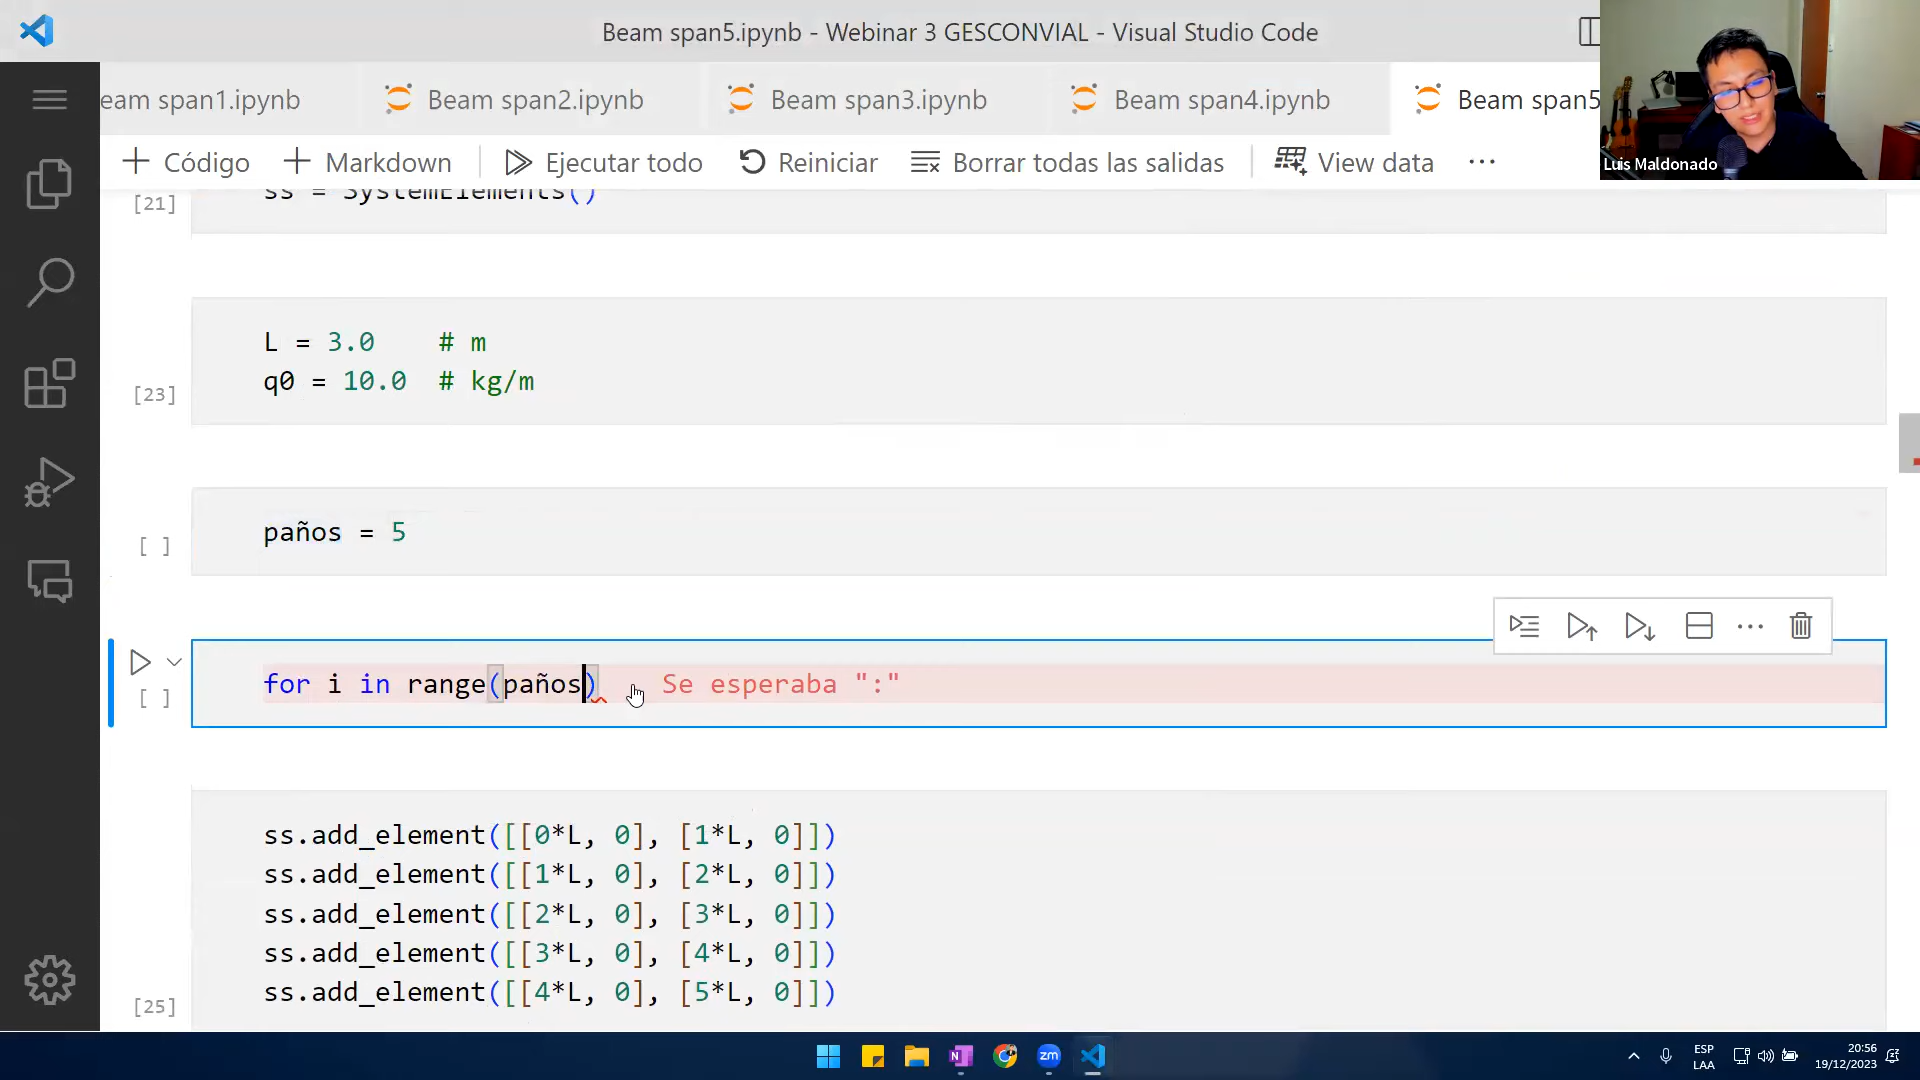 Beam span5.ipynb - Webinar 3 GESCONVIAL - Visual Studio Code
eam span1.ipynb
Beam span2.ipynb
Beam span3.ipynb
Beam span4.ipynb
Beam span5
Luis Maldonado
Código
Markdown
Ejecutar todo
Reiniciar
Borrar todas las salidas
View data
ss = SystemElements()
[21]
L = 3.0    # m
q0 = 10.0  # kg/m
[23]
paños = 5
[ ]
for i in range(paños)    Se esperaba ":"
[ ]
ss.add_element([[0*L, 0], [1*L, 0]])
ss.add_element([[1*L, 0], [2*L, 0]])
ss.add_element([[2*L, 0], [3*L, 0]])
ss.add_element([[3*L, 0], [4*L, 0]])
ss.add_element([[4*L, 0], [5*L, 0]])
[25]
zm
ESP
LAA
20:56
19/12/2023